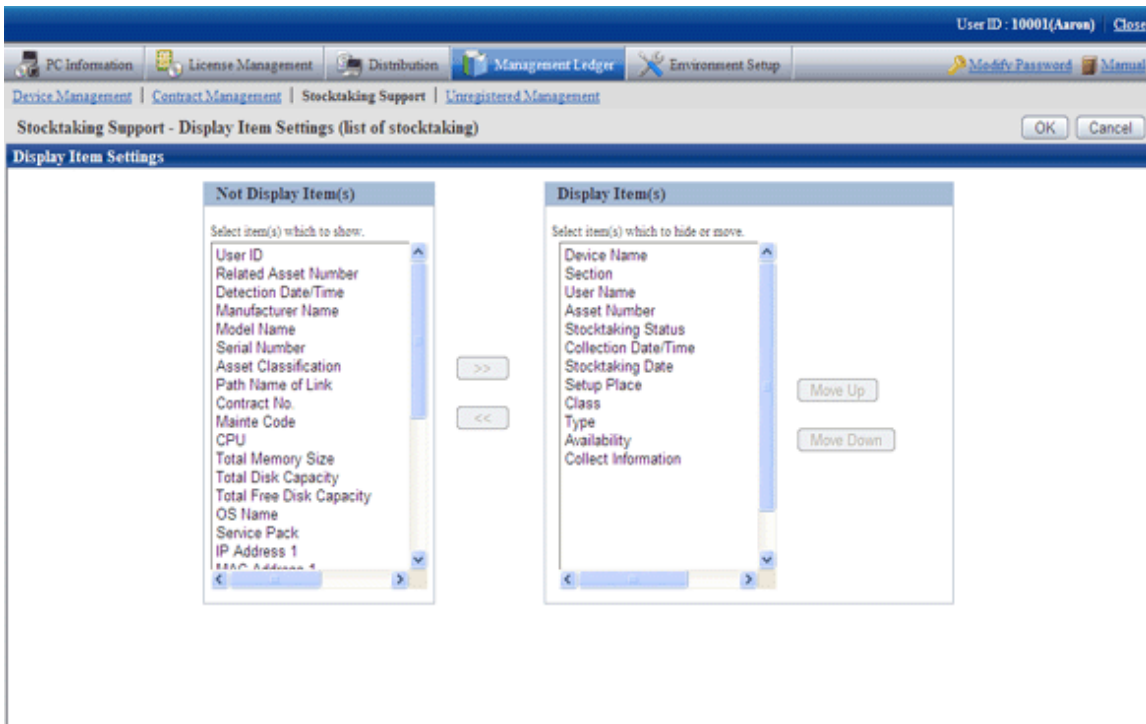 User ID : 10001(Aaron) Close
PC Information License Management Distribution Management Ledger Environment Setup Modify Password Manual
Device Management | Contract Management | Stocktaking Support | Unregistered Management
Stocktaking Support - Display Item Settings (list of stocktaking) OK Cancel
Display Item Settings
Not Display Item(s)
Select item(s) which to show.
User ID
Related Asset Number
Detection Date/Time
Manufacturer Name
Model Name
Serial Number
Asset Classification
Path Name of Link
Contract No.
Mainte Code
CPU
Total Memory Size
Total Disk Capacity
Total Free Disk Capacity
OS Name
Service Pack
IP Address 1
MAC Address 1
>>
<<
Display Item(s)
Select item(s) which to hide or move.
Device Name
Section
User Name
Asset Number
Stocktaking Status
Collection Date/Time
Stocktaking Date
Setup Place
Class
Type
Availability
Collect Information
Move Up
Move Down